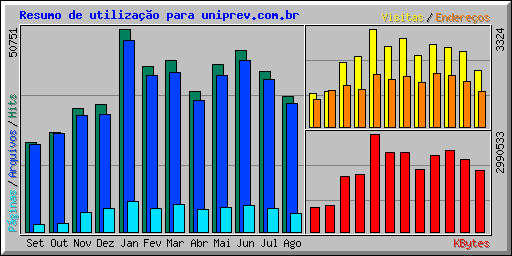 Resumo de utilização para uniprev.com.br
Visitas / Endereços
50751
3324
Páginas / Arquivos / Hits
2990533
Set Out Nov Dez Jan Fev Mar Abr Mai Jun Jul Ago
KBytes